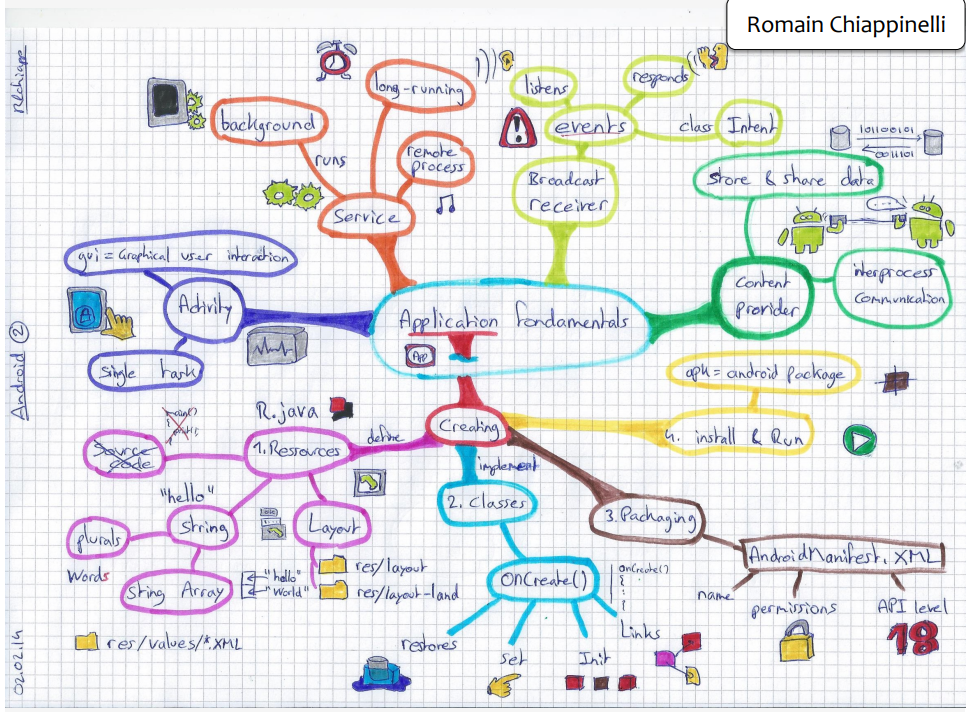 Romain Chiappinelli
Rkchiapp
Android 2
02.02.14
long-running
background
runs
remote
process
Service
listens
responds
events
class Intent
Broadcast
receiver
101100101
0011101
store & share data
Content
provider
interprocess
communication
gui = Graphical user interaction
Activity
A
single task
Application fondamentals
App
Creating
apk = android package
4. install & Run
R.java
define
1. Ressources
Source
Code
"hello"
string
plurals
Words
String Array
"hello"
"World"
Layout
res/layout
res/layout-land
res/values/*.XML
implement
2. Classes
OnCreate()
onCreate()
{
}
restores
set
Init
Links
3. Packaging
AndroidManifest.XML
name
permissions
API level
18